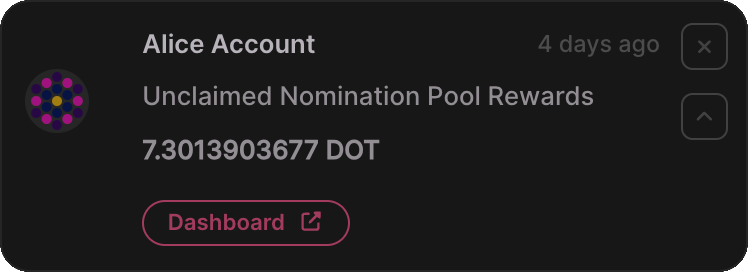 Alice Account
4 days ago
Unclaimed Nomination Pool Rewards
7.3013903677 DOT
Dashboard